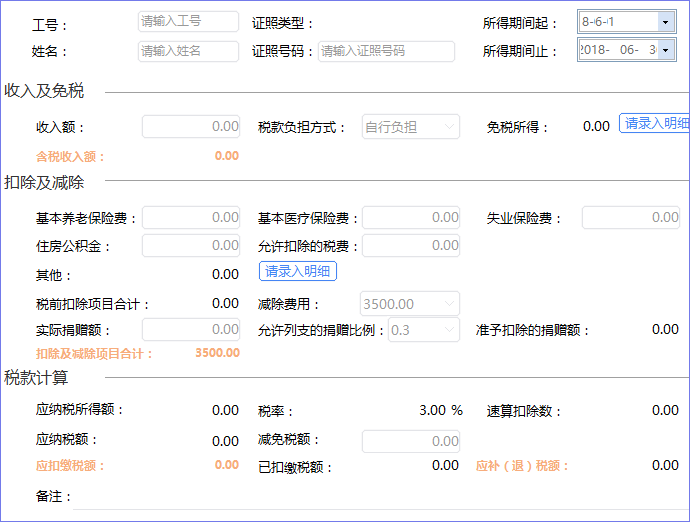 工号： 请输入工号 证照类型： 所得期间起： 8-6-01
姓名： 请输入姓名 证照号码： 请输入证照号码 所得期间止： 2018- 06- 30
收入及免税
收入额： 0.00 税款负担方式： 自行负担 免税所得： 0.00 请录入明细
含税收入额： 0.00
扣除及减除
基本养老保险费： 0.00 基本医疗保险费： 0.00 失业保险费： 0.00
住房公积金： 0.00 允许扣除的税费： 0.00
其他： 0.00 请录入明细
税前扣除项目合计： 0.00 减除费用： 3500.00
实际捐赠额： 0.00 允许列支的捐赠比例： 0.3 准予扣除的捐赠额： 0.00
扣除及减除项目合计： 3500.00
税款计算
应纳税所得额： 0.00 税率： 3.00 % 速算扣除数： 0.00
应纳税额： 0.00 减免税额： 0.00
应扣缴税额： 0.00 已扣缴税额： 0.00 应补（退）税额： 0.00
备注：